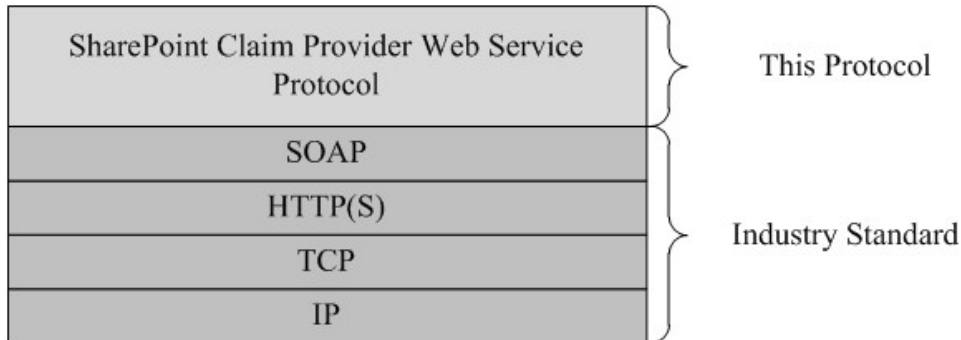 SharePoint Claim Provider Web Service
Protocol
This Protocol
SOAP
HTTP(S)
TCP
IP
Industry Standard